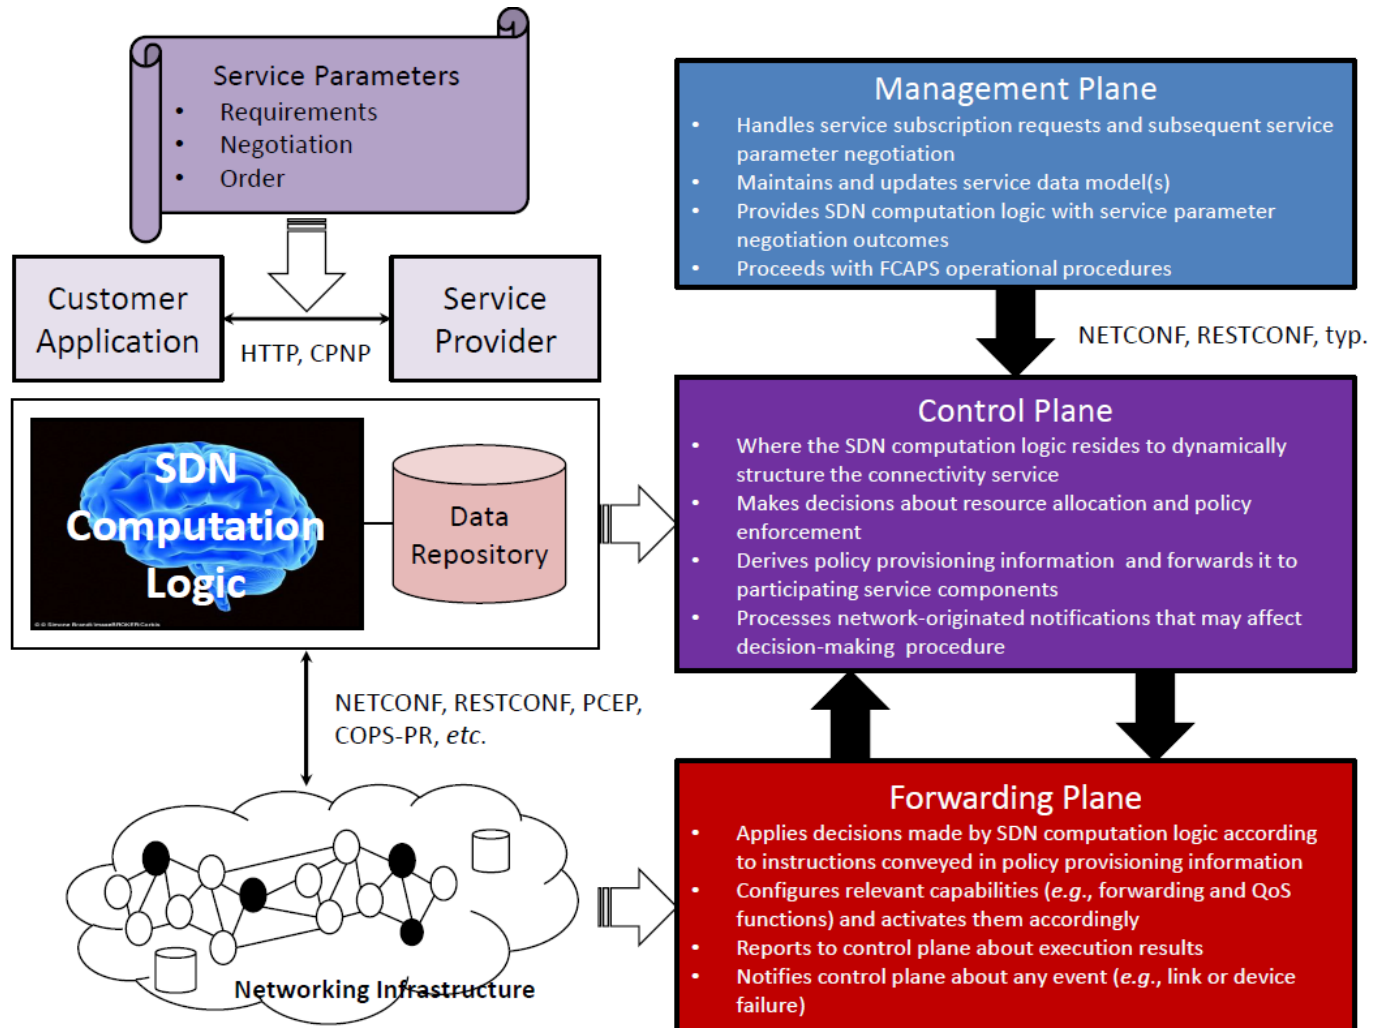 Service Parameters
• Requirements
• Negotiation
• Order
Customer
Application
HTTP, CPNP
Service
Provider
SDN
Computation
Logic
Data
Repository
NETCONF, RESTCONF, PCEP,
COPS-PR, etc.
Networking Infrastructure
Management Plane
• Handles service subscription requests and subsequent service
parameter negotiation
• Maintains and updates service data model(s)
• Provides SDN computation logic with service parameter
negotiation outcomes
• Proceeds with FCAPS operational procedures
NETCONF, RESTCONF, typ.
Control Plane
• Where the SDN computation logic resides to dynamically
structure the connectivity service
• Makes decisions about resource allocation and policy
enforcement
• Derives policy provisioning information and forwards it to
participating service components
• Processes network-originated notifications that may affect
decision-making procedure
Forwarding Plane
• Applies decisions made by SDN computation logic according
to instructions conveyed in policy provisioning information
• Configures relevant capabilities (e.g., forwarding and QoS
functions) and activates them accordingly
• Reports to control plane about execution results
• Notifies control plane about any event (e.g., link or device
failure)